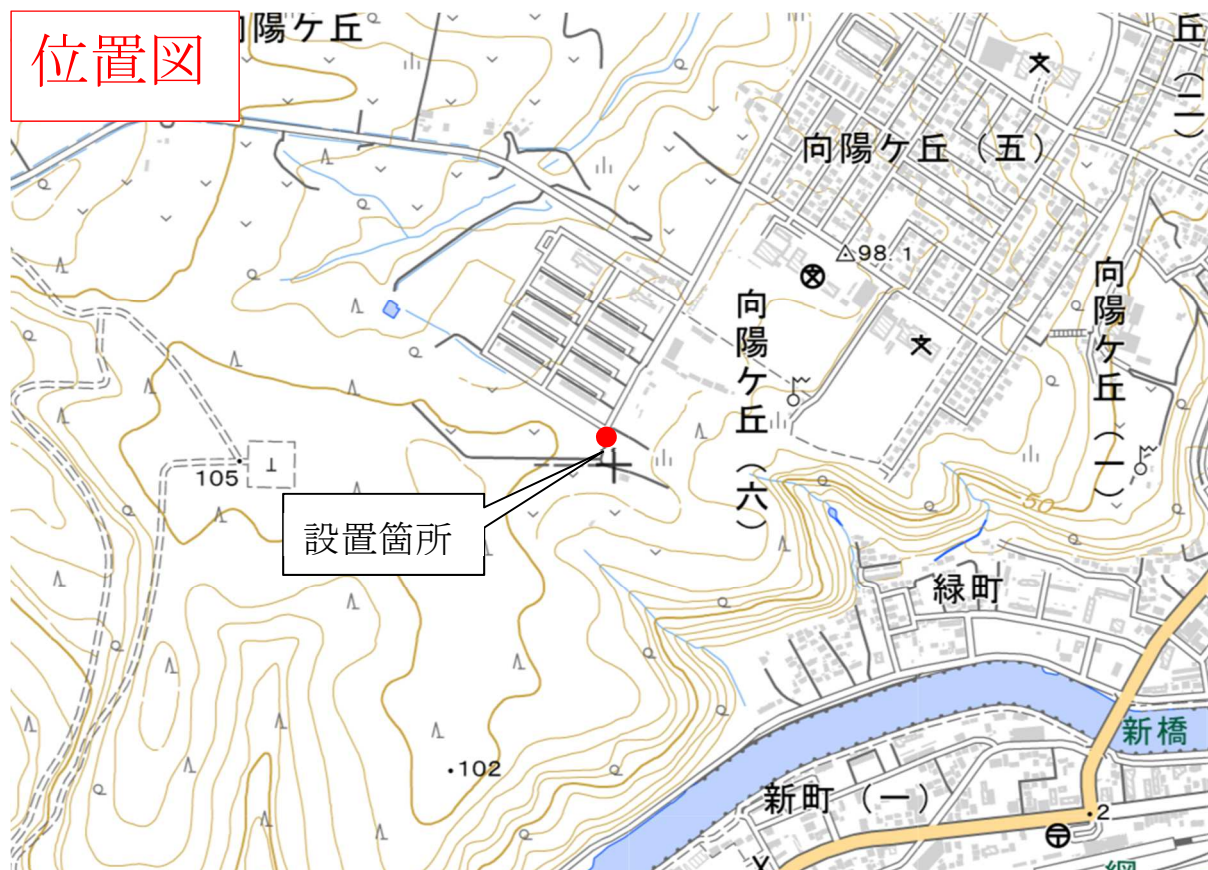 位置図
陽ケ丘
丘(二)
向陽ケ丘(五)
98.1
向陽ケ丘(六)
向陽ケ丘(一)
105
設置箇所
50
緑町
新橋
102
新町(一)
2
網